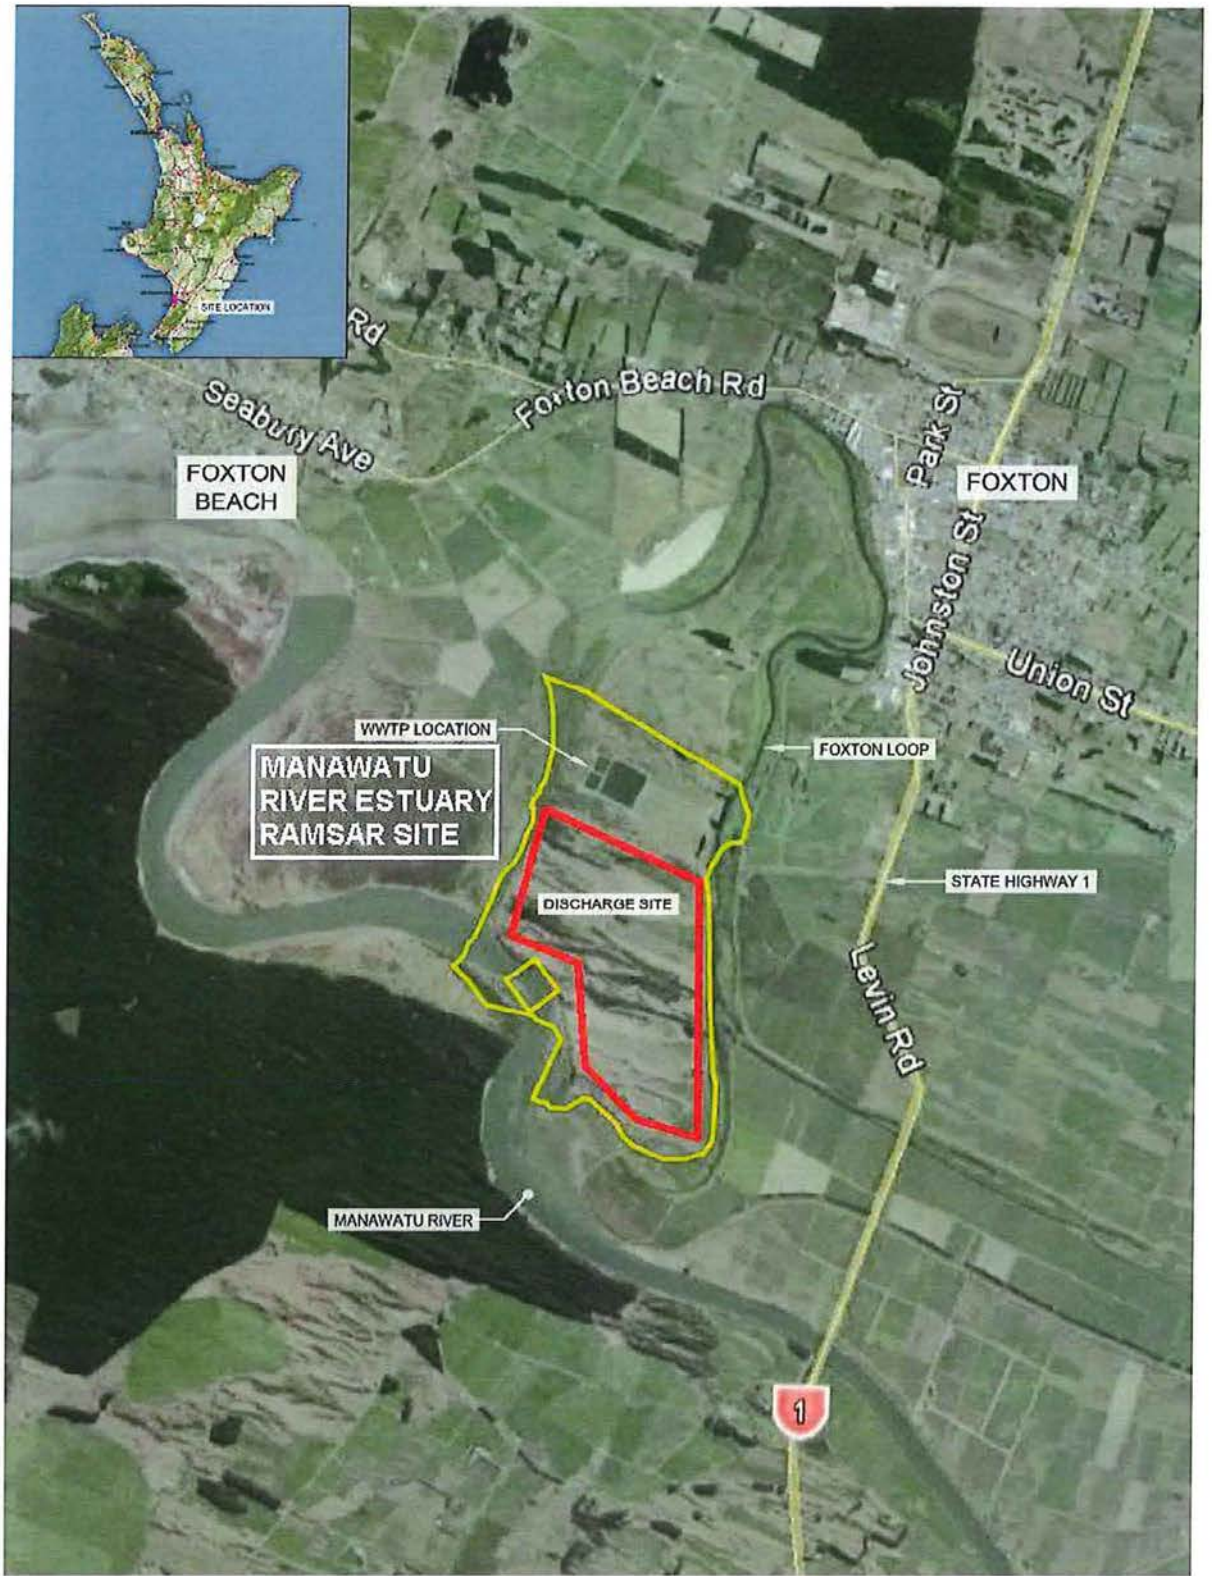 SITE LOCATION
Rd
Seabury Ave
Foxton Beach Rd
Park St
FOXTON
BEACH
FOXTON
Johnston St
Union St
WWTP LOCATION
FOXTON LOOP
MANAWATU
RIVER ESTUARY
RAMSAR SITE
STATE HIGHWAY 1
DISCHARGE SITE
Levin Rd
MANAWATU RIVER
1